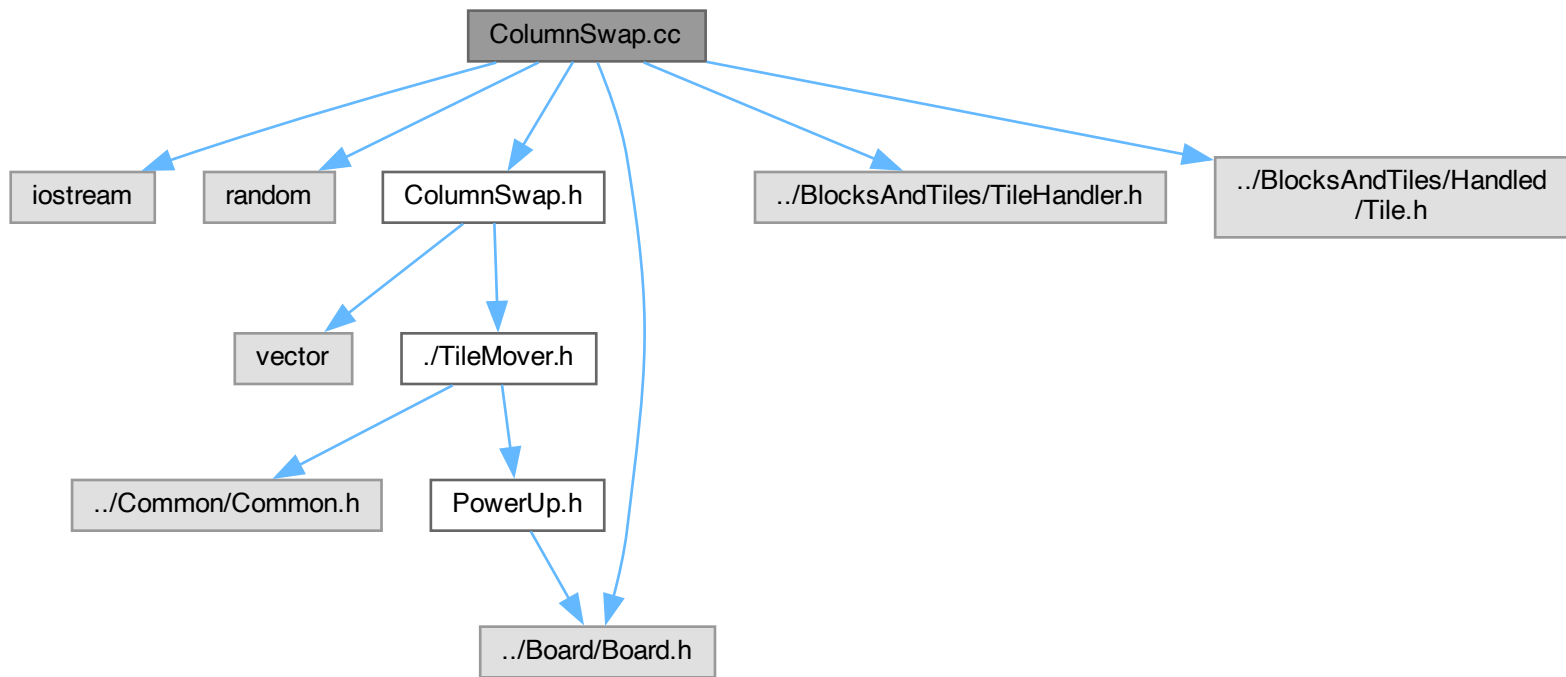 ColumnSwap.cc
iostream
random
ColumnSwap.h
../BlocksAndTiles/TileHandler.h
../BlocksAndTiles/Handled
/Tile.h
vector
./TileMover.h
../Common/Common.h
PowerUp.h
../Board/Board.h